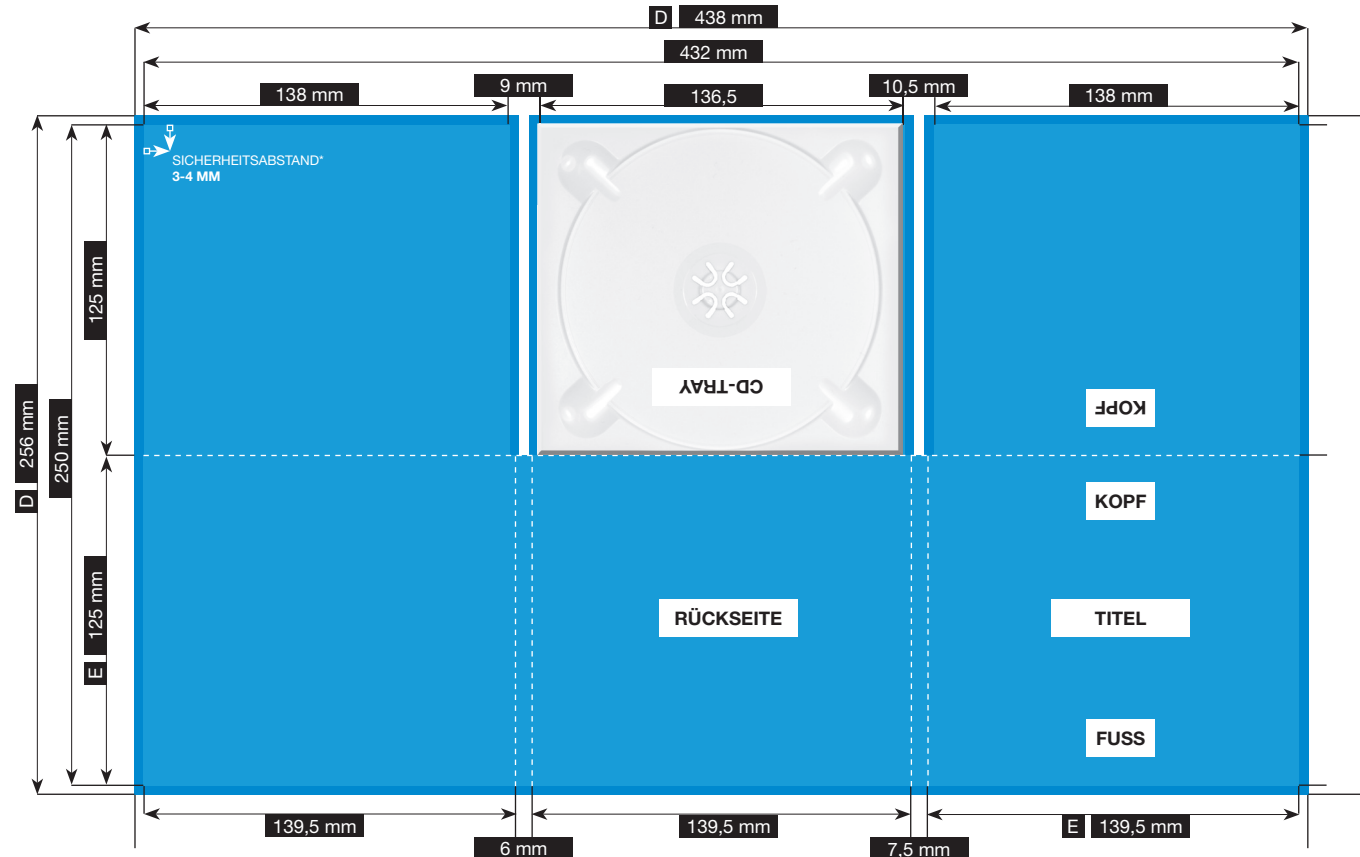 D 438 mm
432 mm
138 mm
9 mm
136,5
10,5 mm
138 mm
SICHERHEITSABSTAND*
3-4 MM
125 mm
D 256 mm
250 mm
CD-TRAY
KOPF
KOPF
E 125 mm
RÜCKSEITE
TITEL
FUSS
139,5 mm
6 mm
139,5 mm
7,5 mm
E 139,5 mm